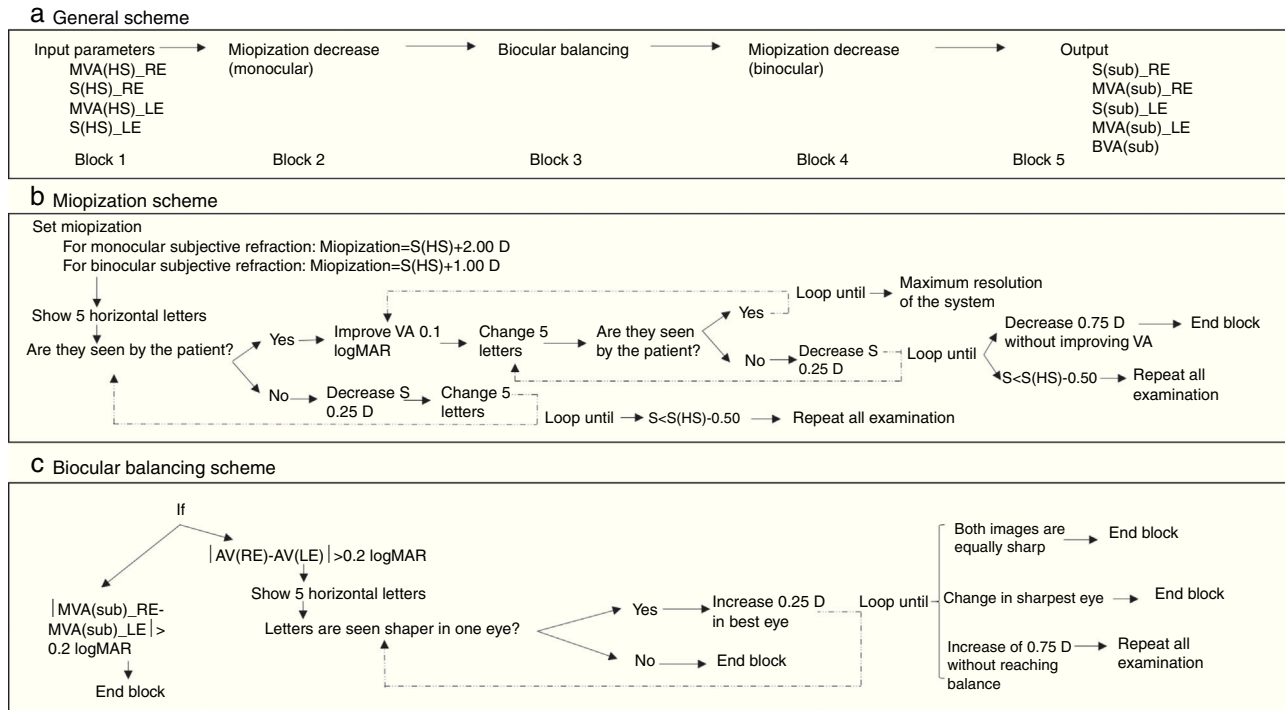 a General scheme
Input parameters
MVA(HS)_RE
S(HS)_RE
MVA(HS)_LE
S(HS)_LE
Block 1
Miopization decrease
(monocular)
Block 2
Biocular balancing
Block 3
Miopization decrease
(binocular)
Block 4
Output
S(sub)_RE
MVA(sub)_RE
S(sub)_LE
MVA(sub)_LE
BVA(sub)
Block 5
b Miopization scheme
Set miopization
For monocular subjective refraction: Miopization=S(HS)+2.00 D
For binocular subjective refraction: Miopization=S(HS)+1.00 D
Show 5 horizontal letters
Are they seen by the patient?
Yes
Improve VA 0.1
logMAR
Change 5
letters
Are they seen
by the patient?
Yes
Loop until
Maximum resolution
of the system
No
Decrease S
0.25 D
Loop until
Decrease 0.75 D
without improving VA
End block
S<S(HS)-0.50
Repeat all
examination
No
Decrease S
0.25 D
Change 5
letters
Loop until
S<S(HS)-0.50
Repeat all examination
c Biocular balancing scheme
If
|MVA(sub)_RE-
MVA(sub)_LE|>
0.2 logMAR
End block
|AV(RE)-AV(LE)|>0.2 logMAR
Show 5 horizontal letters
Letters are seen shaper in one eye?
Yes
Increase 0.25 D
in best eye
No
End block
Loop until
Both images are
equally sharp
End block
Change in sharpest eye
End block
Increase of 0.75 D
without reaching
balance
Repeat all
examination